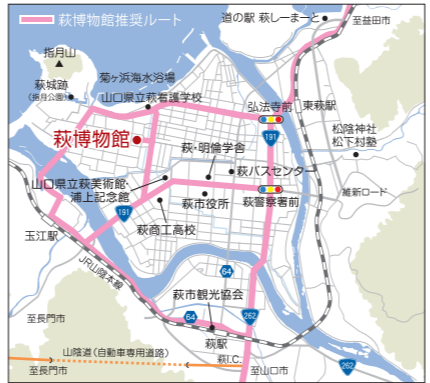 萩博物館推奨ルート
道の駅 萩しーまーと
至益田市
指月山
菊ヶ浜海水浴場
萩城跡
(指月公園)
山口県立萩看護学校
弘法寺前
東萩駅
191
松陰神社
松下村塾
萩博物館
萩・明倫学舎
萩バスセンター
山口県立萩美術館・
浦上記念館
維新ロード
萩市役所
萩警察署前
191
萩商工高校
玉江駅
JR山陰本線
64
萩市観光協会
64
262
至長門市
萩駅
山陰道(自動車専用道路)
萩I.C.
至長門市
至山口市
262